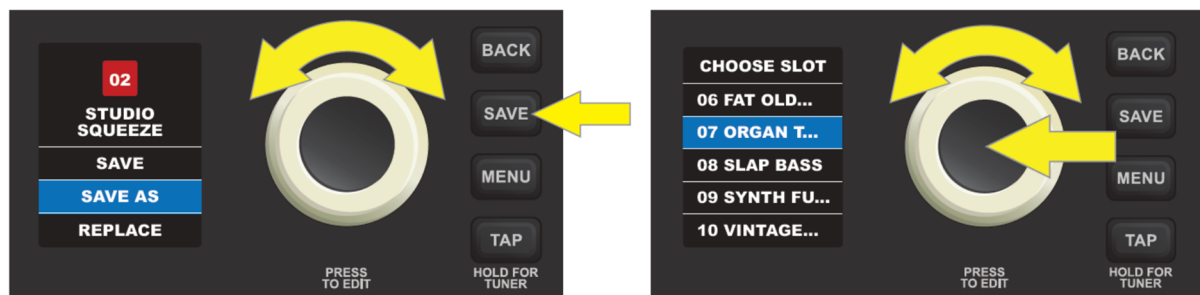 02
STUDIO
SQUEEZE
SAVE
SAVE AS
REPLACE
BACK
SAVE
MENU
TAP
PRESS
TO EDIT
HOLD FOR
TUNER
CHOOSE SLOT
06 FAT OLD...
07 ORGAN T...
08 SLAP BASS
09 SYNTH FU...
10 VINTAGE...
BACK
SAVE
MENU
TAP
PRESS
TO EDIT
HOLD FOR
TUNER